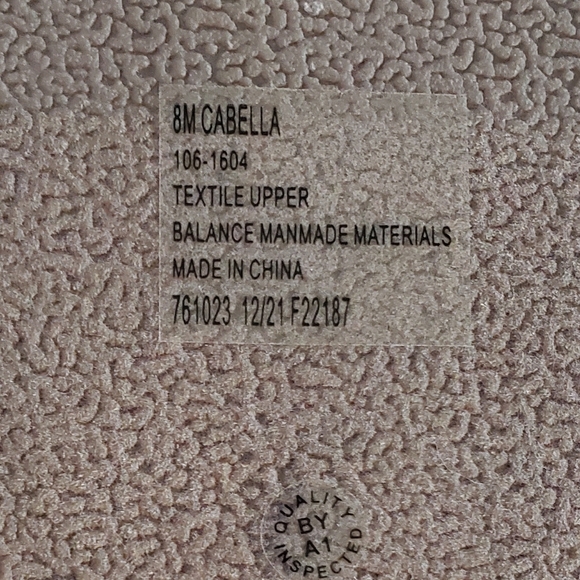 8M CABELLA
106-1604
TEXTILE UPPER
BALANCE MANMADE MATERIALS
MADE IN CHINA
761023 12/21 F22187
QUALITY
BY
A1
INSPECTED